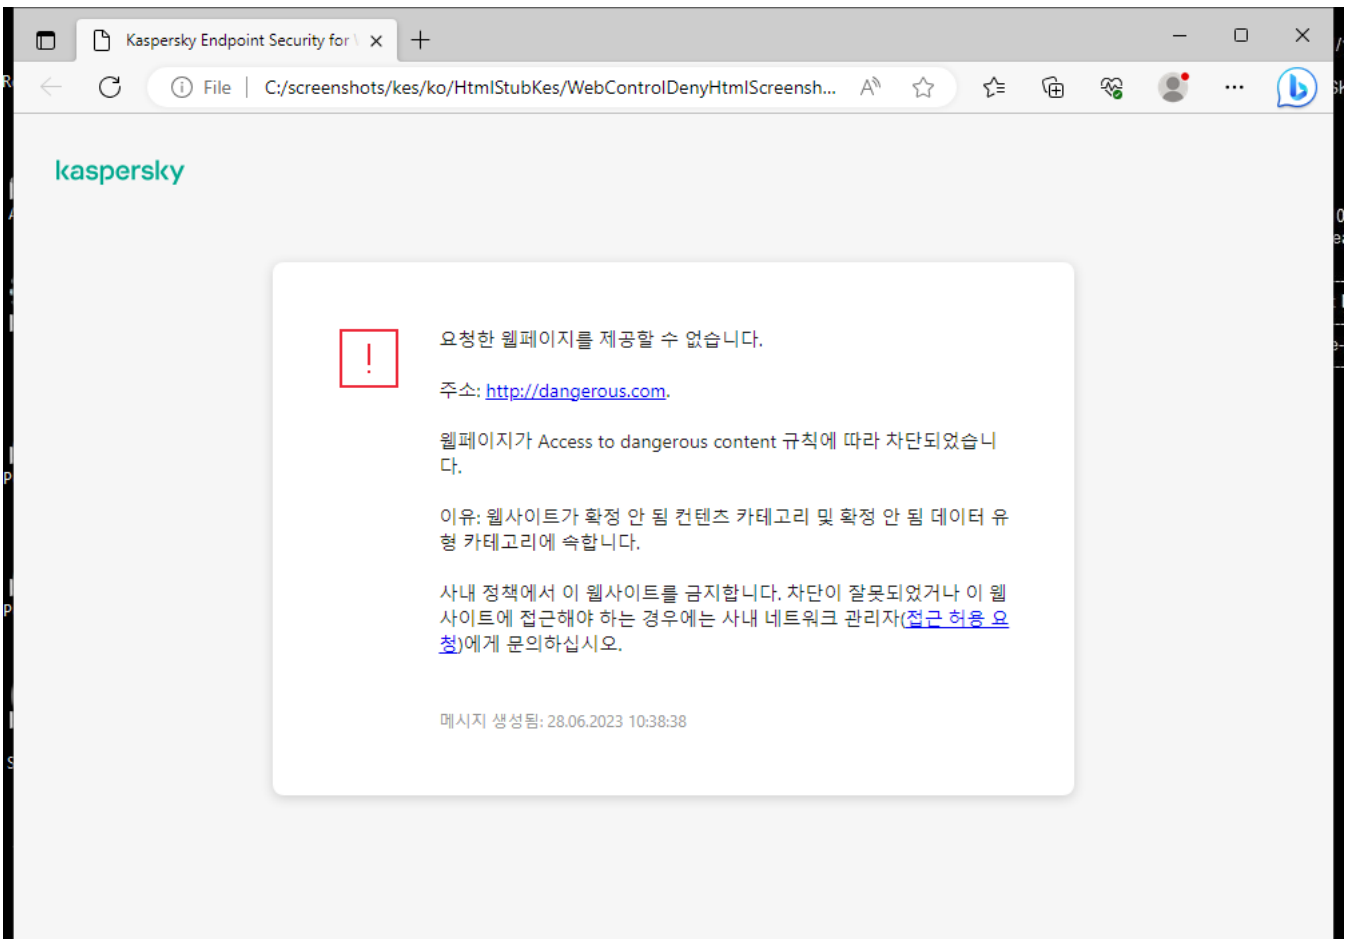 Kaspersky Endpoint Security for
File
C:/screenshots/kes/ko/HtmlStubKes/WebControlDenyHtmlScreensh...
kaspersky
요청한 웹페이지를 제공할 수 없습니다.
주소: http://dangerous.com.
웹페이지가 Access to dangerous content 규칙에 따라 차단되었습니
다.
이유: 웹사이트가 확정 안 됨 컨텐츠 카테고리 및 확정 안 됨 데이터 유
형 카테고리에 속합니다.
사내 정책에서 이 웹사이트를 금지합니다. 차단이 잘못되었거나 이 웹
사이트에 접근해야 하는 경우에는 사내 네트워크 관리자(접근 허용 요
청)에게 문의하십시오.
메시지 생성됨: 28.06.2023 10:38:38